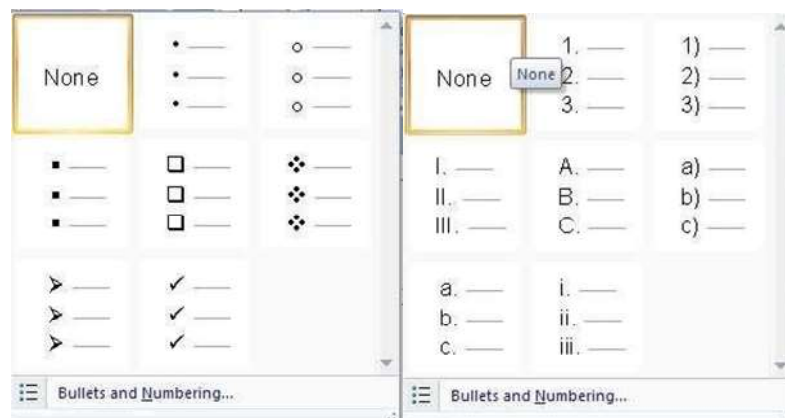 None
• ——
• ——
• ——
○ ——
○ ——
○ ——
▪ ——
▪ ——
▪ ——
❑ ——
❑ ——
❑ ——
❖ ——
❖ ——
❖ ——
➢ ——
➢ ——
➢ ——
✓ ——
✓ ——
✓ ——
Bullets and Numbering...
None
None
1. ——
2. ——
3. ——
1) ——
2) ——
3) ——
I. ——
II. ——
III. ——
A. ——
B. ——
C. ——
a) ——
b) ——
c) ——
a. ——
b. ——
c. ——
i. ——
ii. ——
iii. ——
Bullets and Numbering...